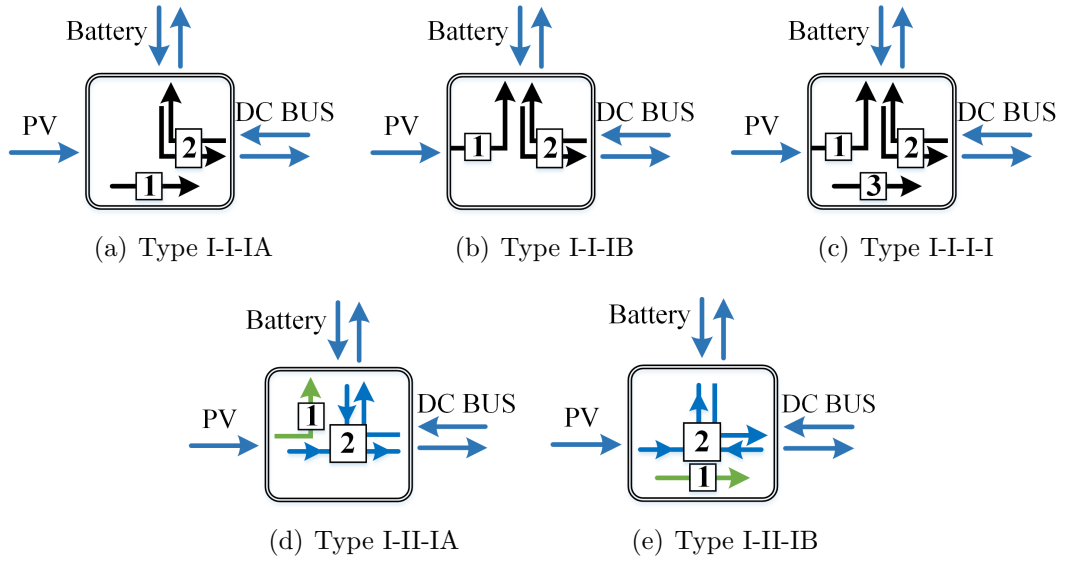 Battery
PV
DC BUS
2
1
(a) Type I-I-IA
Battery
PV
DC BUS
1
2
(b) Type I-I-IB
Battery
PV
DC BUS
1
2
3
(c) Type I-I-I-I
Battery
PV
DC BUS
1
2
(d) Type I-II-IA
Battery
PV
DC BUS
2
1
(e) Type I-II-IB